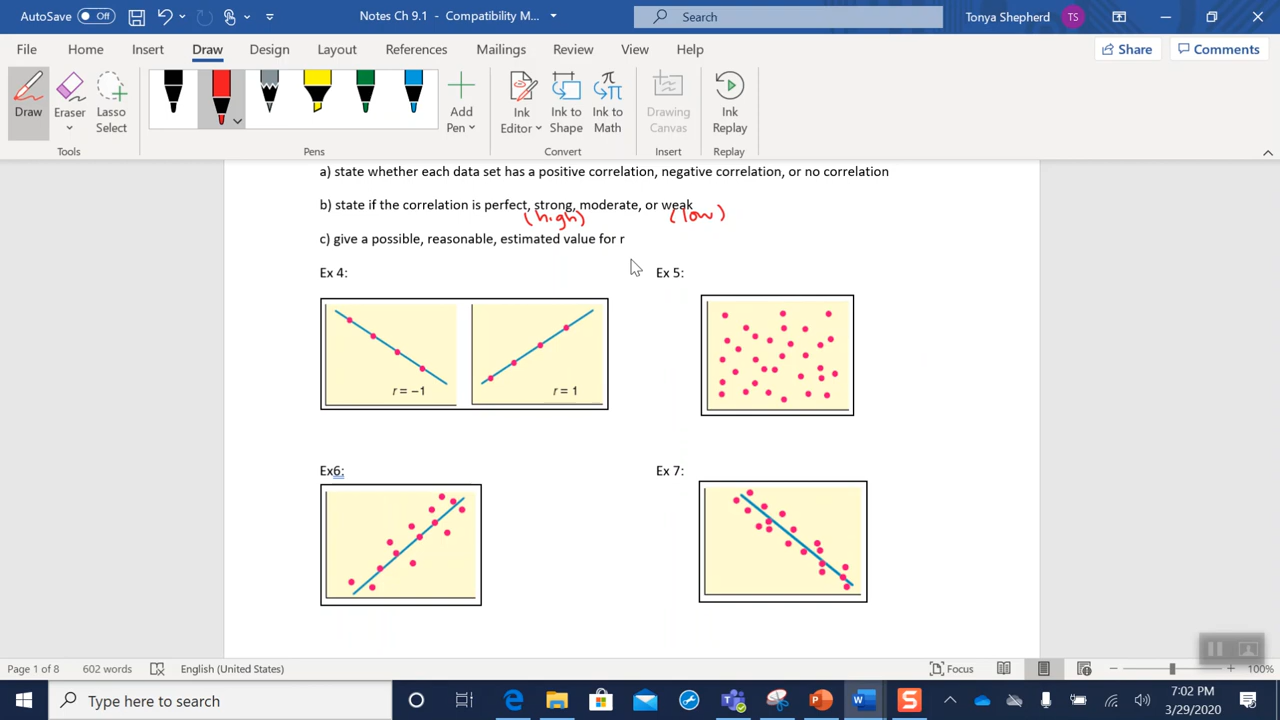 AutoSave Off Notes Ch 9.1 - Compatibility M... Search Tonya Shepherd TS
File Home Insert Draw Design Layout References Mailings Review View Help Share Comments
Draw Eraser Lasso Select Add Pen Ink Editor Ink to Shape Ink to Math Drawing Canvas Ink Replay
Tools Pens Convert Insert Replay
a) state whether each data set has a positive correlation, negative correlation, or no correlation
b) state if the correlation is perfect, strong, moderate, or weak
(high) (low)
c) give a possible, reasonable, estimated value for r
Ex 4: Ex 5:
r = −1 r = 1
Ex6: Ex 7:
Page 1 of 8 602 words English (United States) Focus 100%
Type here to search 7:02 PM
3/29/2020